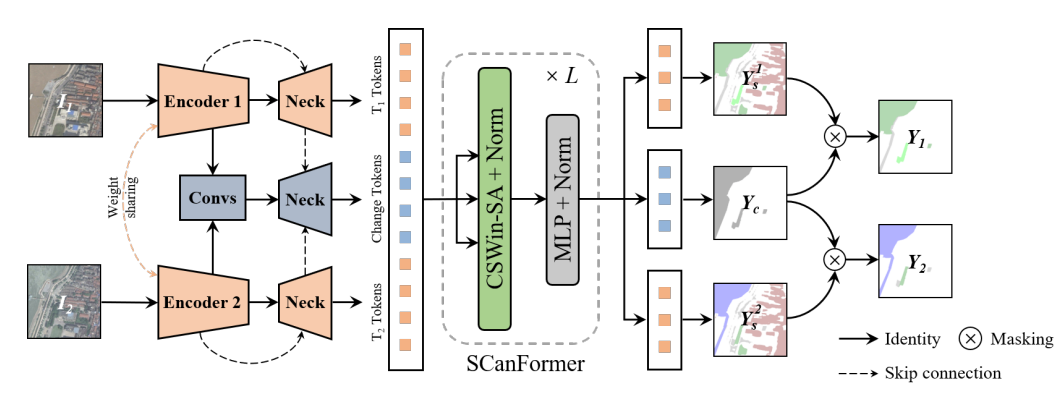 I₁
Encoder 1
Neck
T₁ Tokens
Weight
sharing
Convs
Neck
Change Tokens
I₂
Encoder 2
Neck
T₂ Tokens
× L
CSWin-SA + Norm
MLP + Norm
SCanFormer
Yₛ¹
Y꜀
Yₛ²
Y₁
Y₂
Identity
Masking
Skip connection